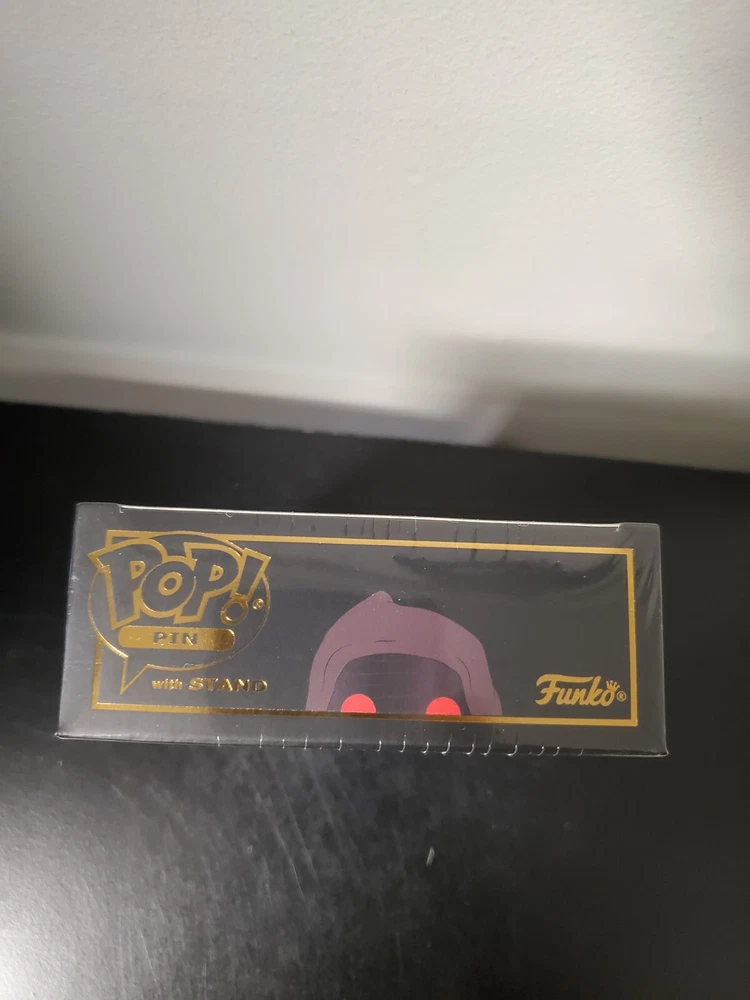 POP!
PIN
with STAND
Funko®